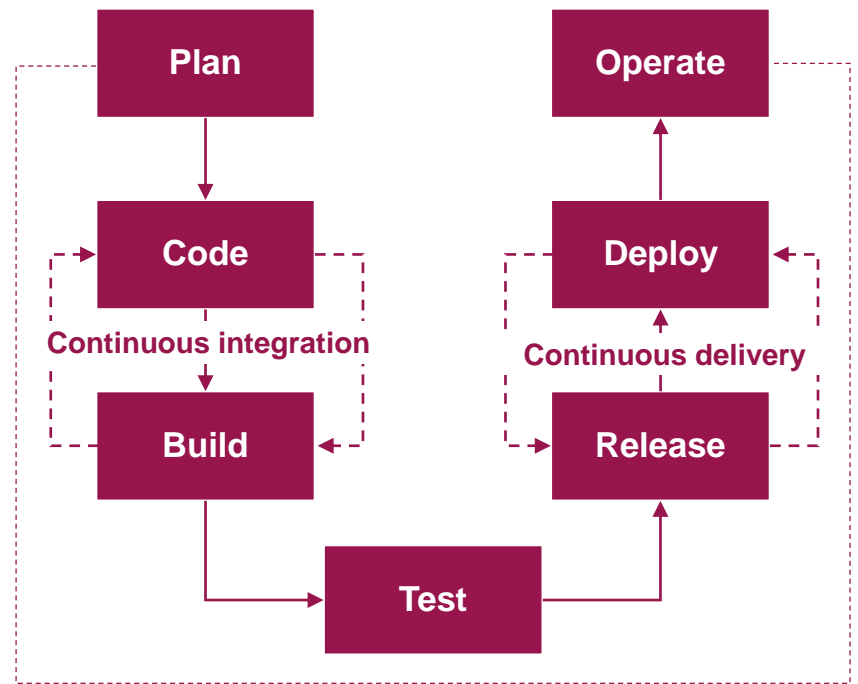 Plan
Operate
Code
Deploy
Continuous integration
Continuous delivery
Build
Release
Test